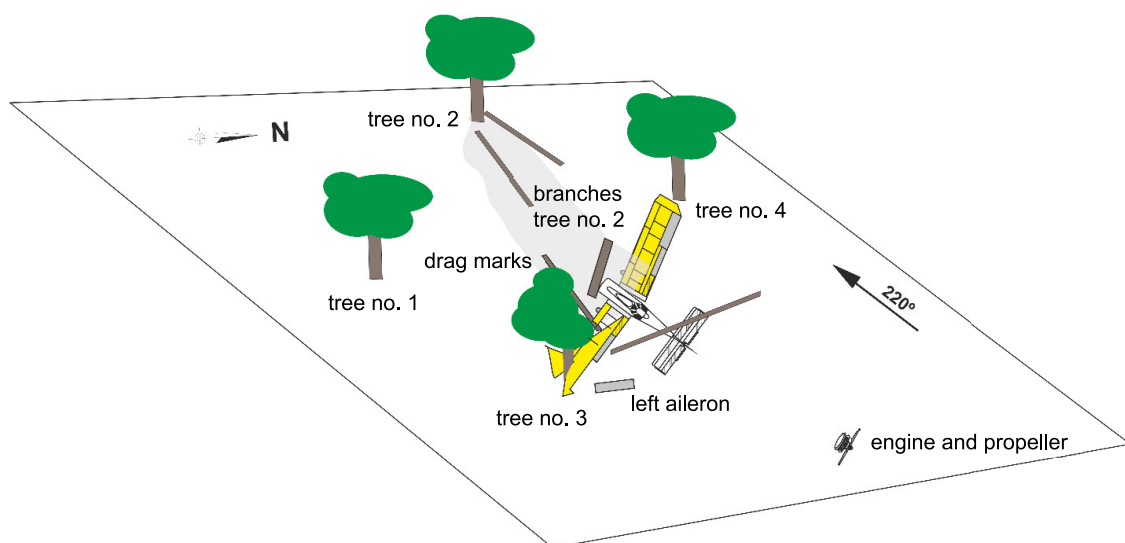 tree no. 2
N
branches
tree no. 2
tree no. 4
drag marks
tree no. 1
220º
tree no. 3
left aileron
engine and propeller